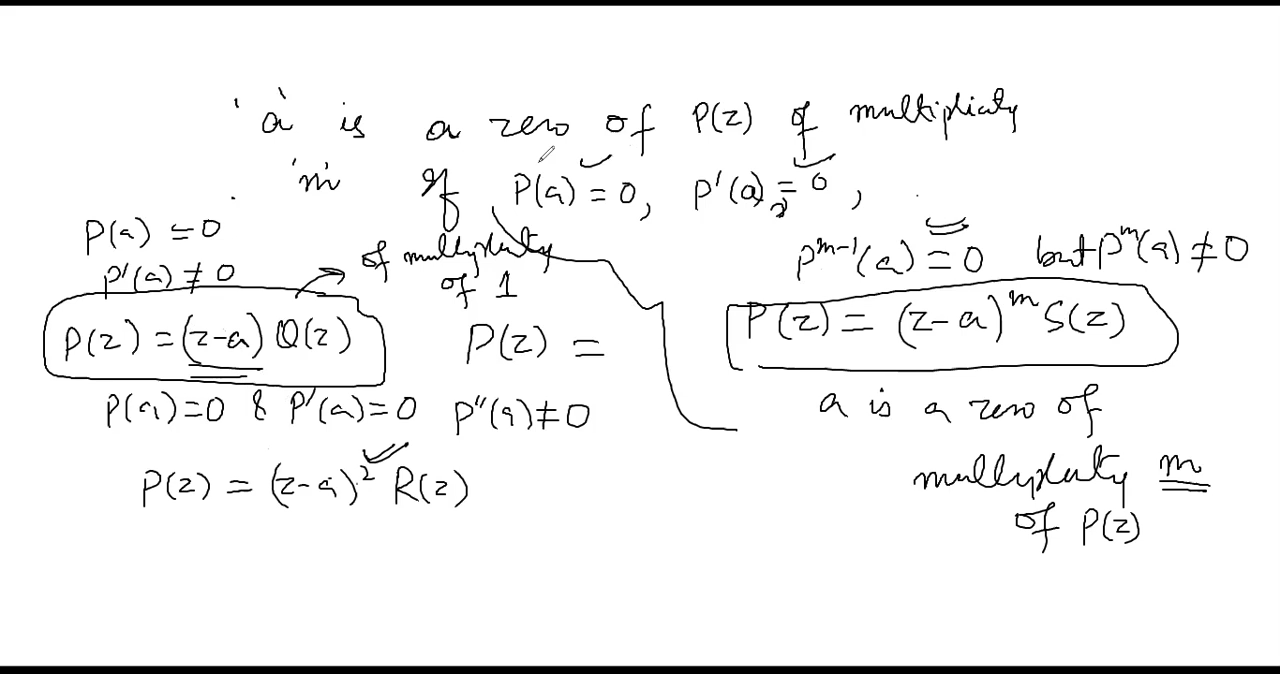 'a' is a zero of P(z) of multiplicity
'm' if P(a) = 0, P'(a) = 0,
P^{m-1}(a) = 0 but P^m(a) ≠ 0
P(a) = 0
P'(a) ≠ 0
P(z) = (z-a) Q(z)
of multiplicity
of 1
P(z) =
P(a) = 0 & P'(a) = 0 P''(a) ≠ 0
P(z) = (z-a)^2 R(z)
P(z) = (z-a)^m S(z)
a is a zero of
multiplicity m
of P(z)